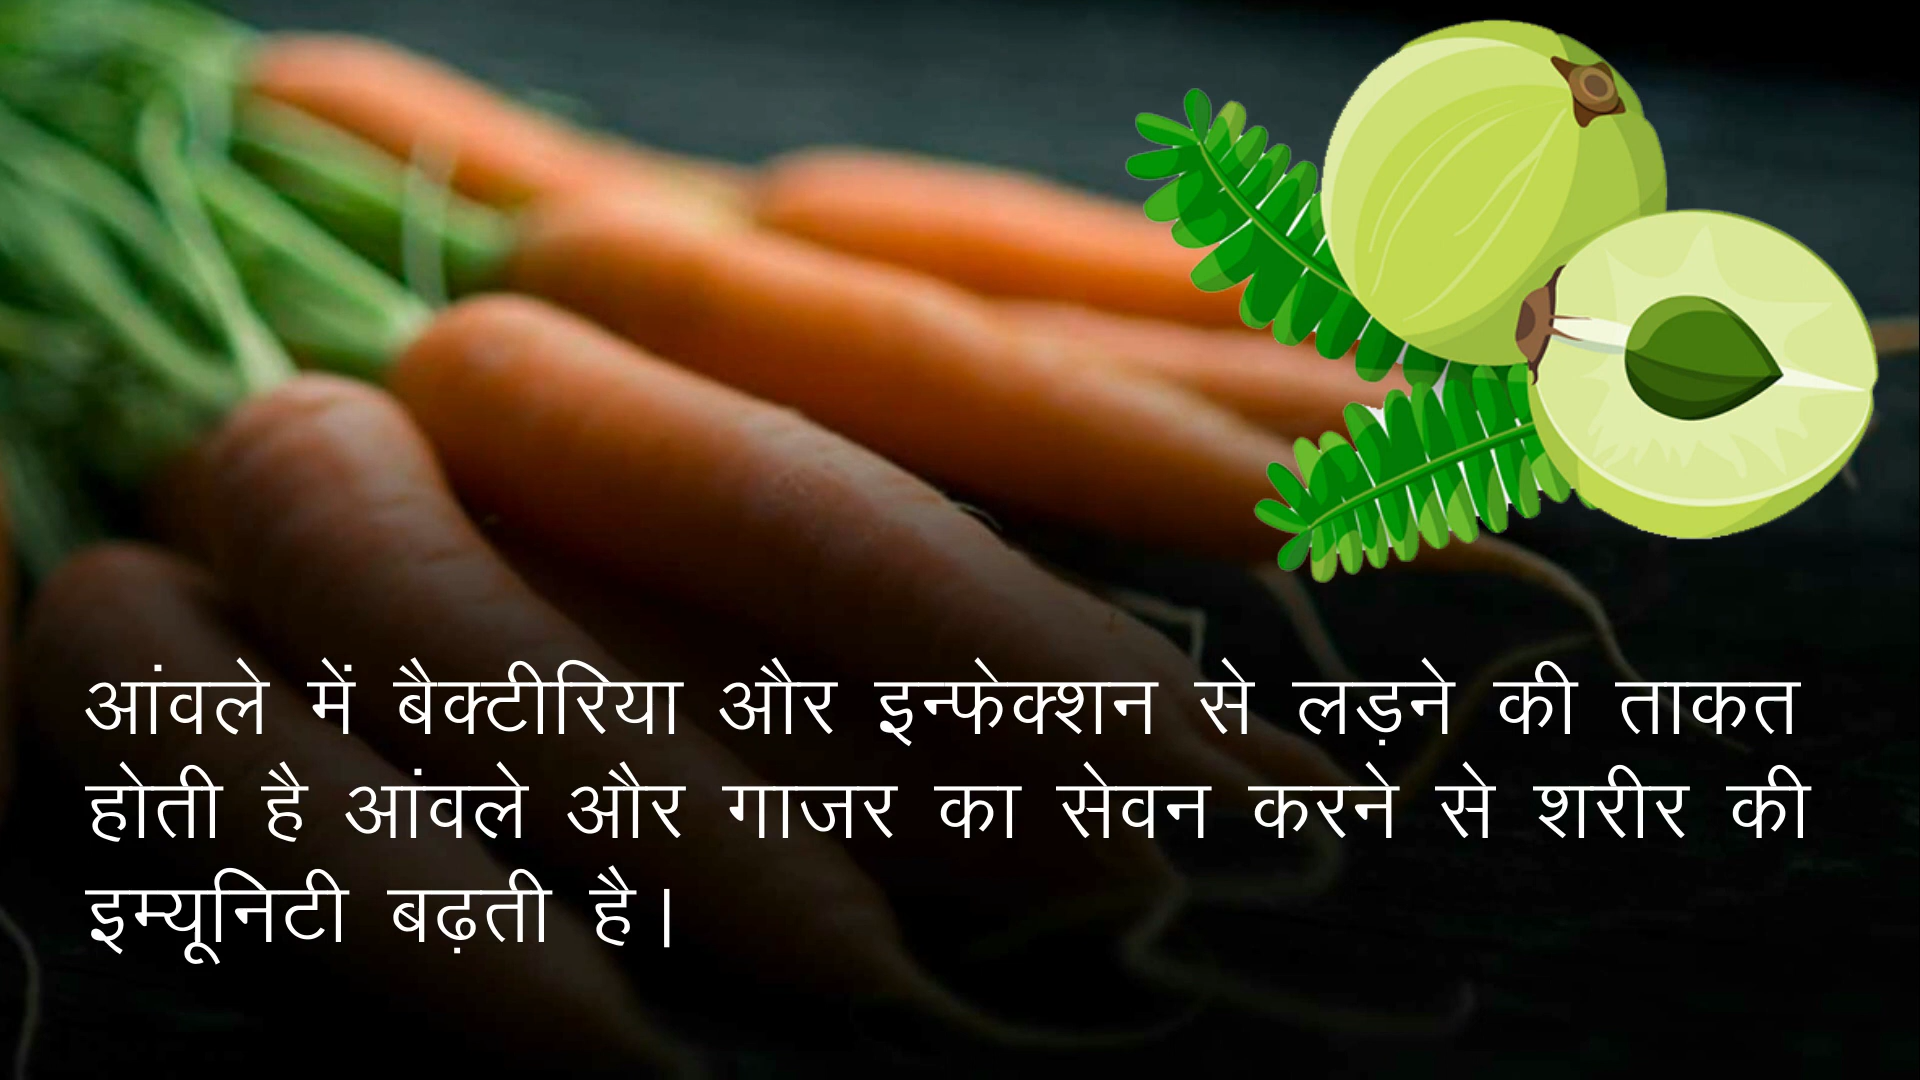 आंवले में बैक्टीरिया और इन्फेक्शन से लड़ने की ताकत
होती है आंवले और गाजर का सेवन करने से शरीर की
इम्यूनिटी बढ़ती है।